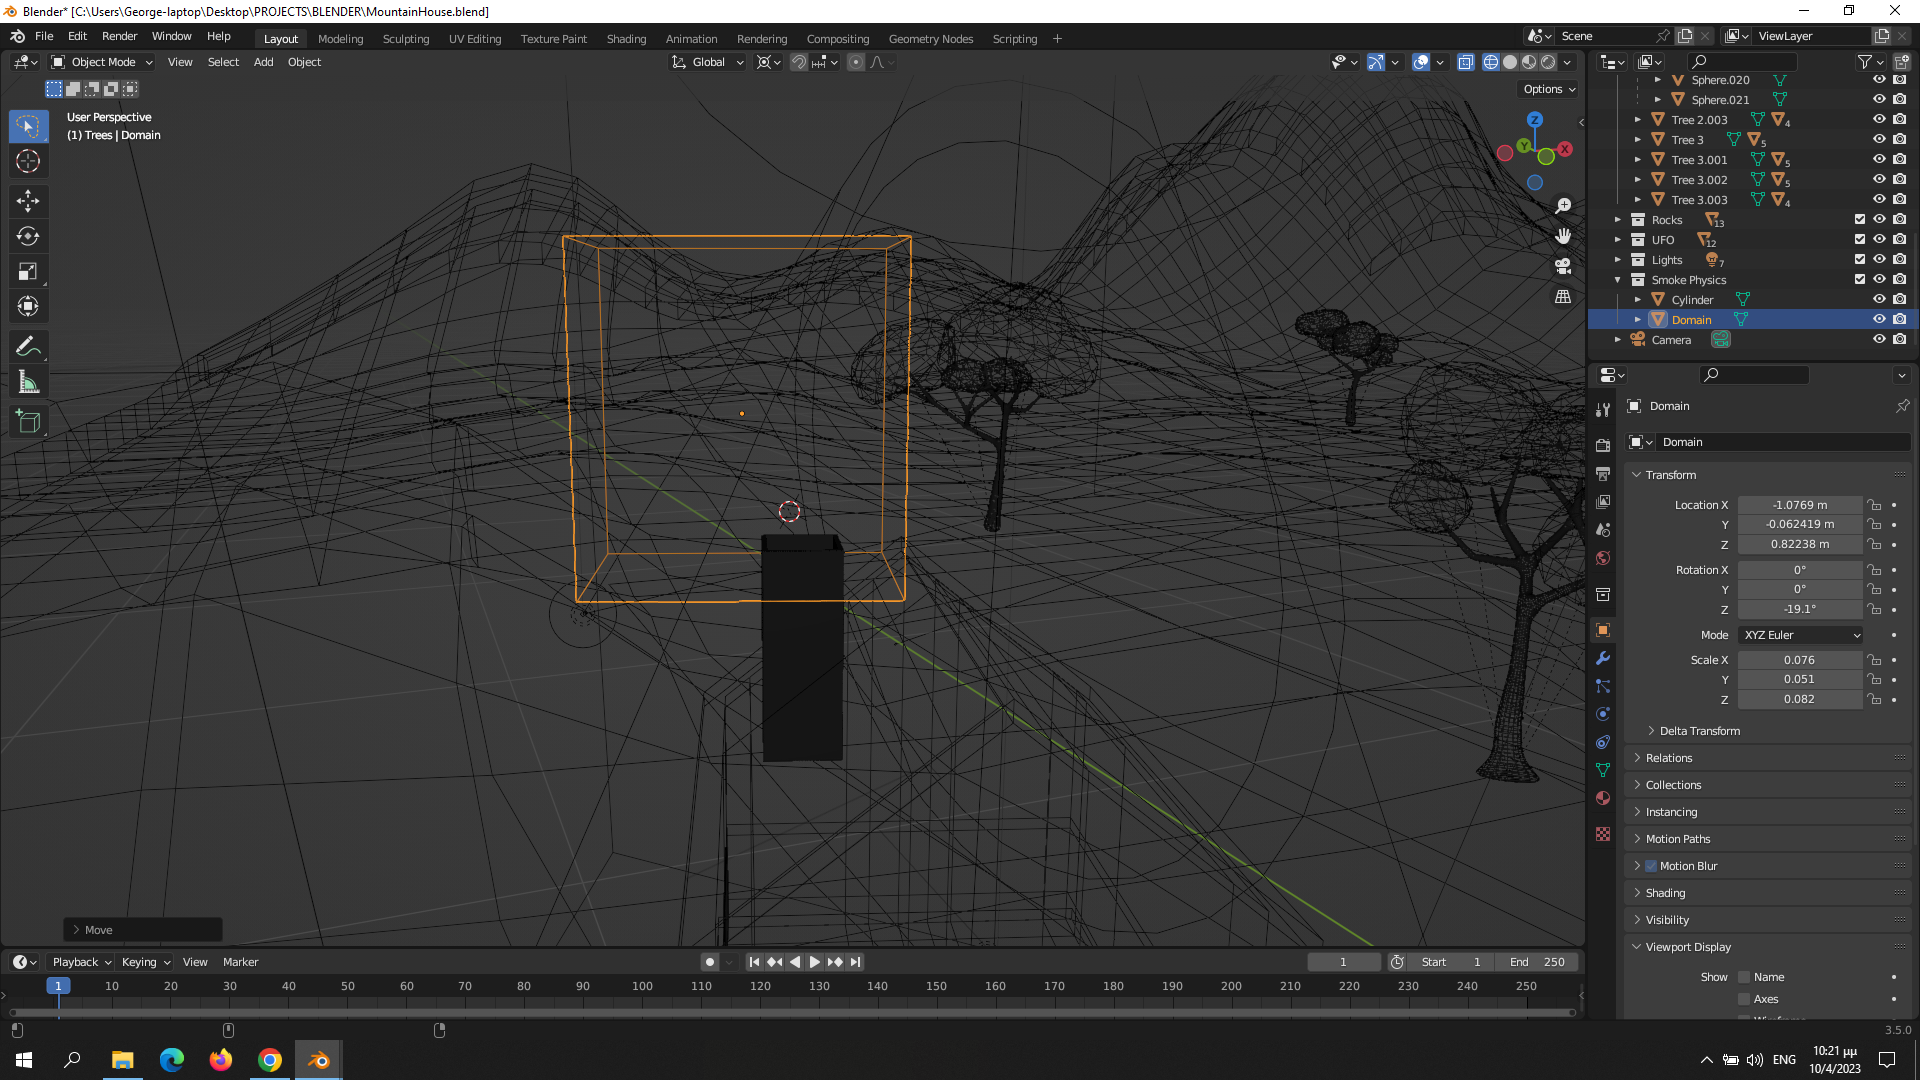 Blender* [C:\Users\George-laptop\Desktop\PROJECTS\BLENDER\MountainHouse.blend]
File Edit Render Window Help Layout Modeling Sculpting UV Editing Texture Paint Shading Animation Rendering Compositing Geometry Nodes Scripting + Scene ViewLayer
Object Mode View Select Add Object Global
Options
User Perspective
(1) Trees | Domain
Z
Y
X
Sphere.020
Sphere.021
Tree 2.003 4
Tree 3 5
Tree 3.001 5
Tree 3.002 5
Tree 3.003 4
Rocks 13
UFO 12
Lights 7
Smoke Physics
Cylinder
Domain
Camera
Domain
Domain
Transform
Location X -1.0769 m
Y -0.062419 m
Z 0.82238 m
Rotation X 0°
Y 0°
Z -19.1°
Mode XYZ Euler
Scale X 0.076
Y 0.051
Z 0.082
Delta Transform
Relations
Collections
Instancing
Motion Paths
Motion Blur
Shading
Visibility
Viewport Display
Show Name
Axes
Move
Playback Keying View Marker 1 Start 1 End 250
1 10 20 30 40 50 60 70 80 90 100 110 120 130 140 150 160 170 180 190 200 210 220 230 240 250
3.5.0
ENG
10:21 μμ
10/4/2023